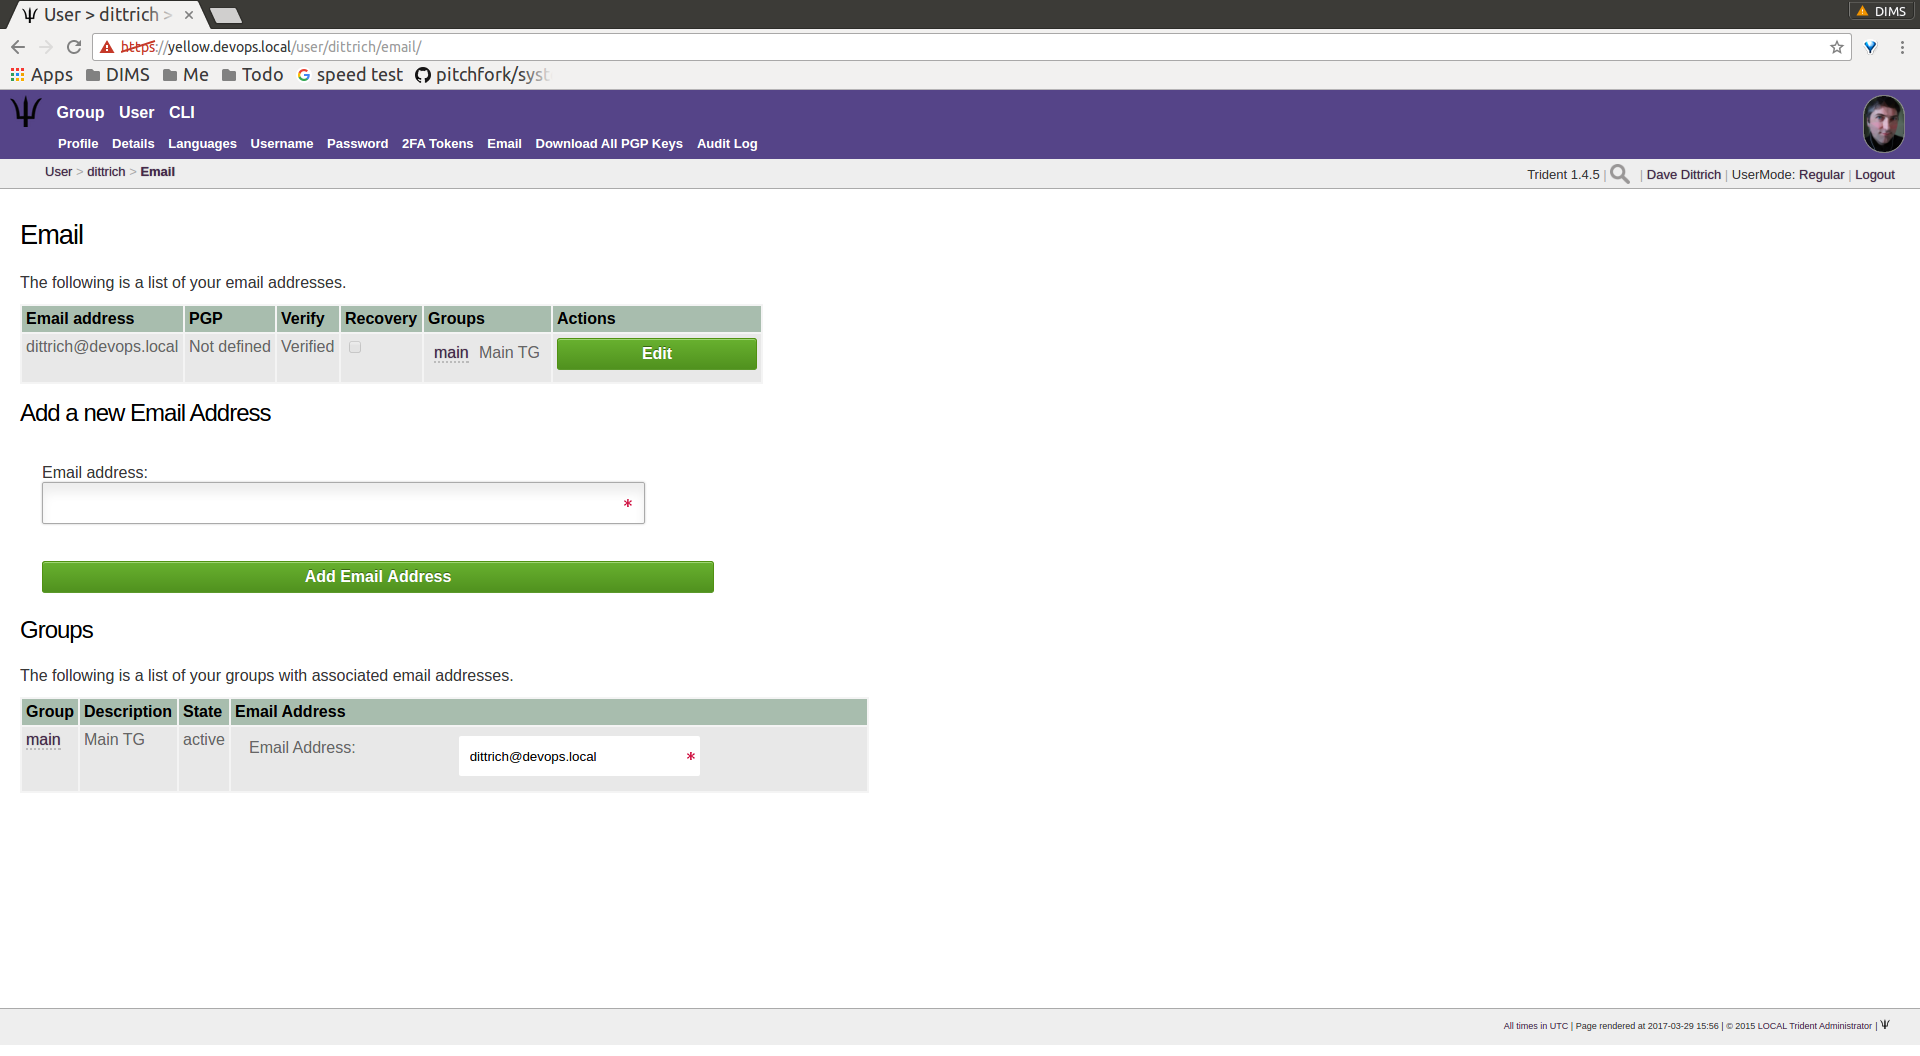 User > dittrich >
DIMS
https://yellow.devops.local/user/dittrich/email/
Apps DIMS Me Todo speed test pitchfork/syst
Group User CLI
Profile Details Languages Username Password 2FA Tokens Email Download All PGP Keys Audit Log
User > dittrich > Email
Trident 1.4.5 | | Dave Dittrich | UserMode: Regular | Logout
Email
The following is a list of your email addresses.
Email address PGP Verify Recovery Groups Actions
dittrich@devops.local Not defined Verified main Main TG Edit
Add a new Email Address
Email address:
*
Add Email Address
Groups
The following is a list of your groups with associated email addresses.
Group Description State Email Address
main Main TG active Email Address: dittrich@devops.local *
All times in UTC | Page rendered at 2017-03-29 15:56 | © 2015 LOCAL Trident Administrator |